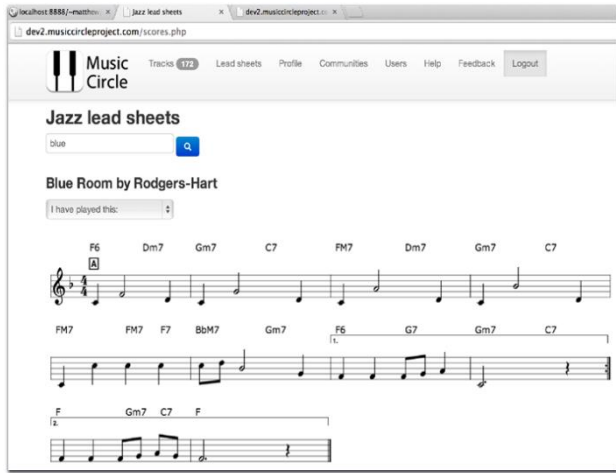 localhost 8888/~matthew
Jazz lead sheets
dev2.musiccircleproject.co
dev2.musiccircleproject.com/scores.php
Music Circle
Tracks 172 Lead sheets Profile Communities Users Help Feedback Logout
Jazz lead sheets
blue
Blue Room by Rodgers-Hart
I have played this:
F6 Dm7 Gm7 C7 FM7 Dm7 Gm7 C7
A
4
4
FM7 FM7 F7 BbM7 Gm7 F6 G7 Gm7 C7
1.
F Gm7 C7 F
2.